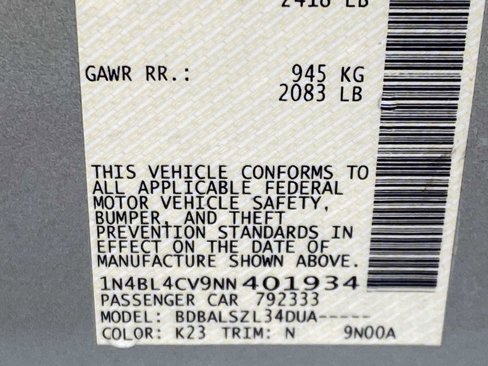 2418 LB
GAWR RR.: 945 KG
2083 LB
THIS VEHICLE CONFORMS TO
ALL APPLICABLE FEDERAL
MOTOR VEHICLE SAFETY,
BUMPER, AND THEFT
PREVENTION STANDARDS IN
EFFECT ON THE DATE OF
MANUFACTURE SHOWN ABOVE.
1N4BL4CV9NN401934
PASSENGER CAR 792333
MODEL: BDBALSZL34DUA-----
COLOR: K23 TRIM: N 9N00A